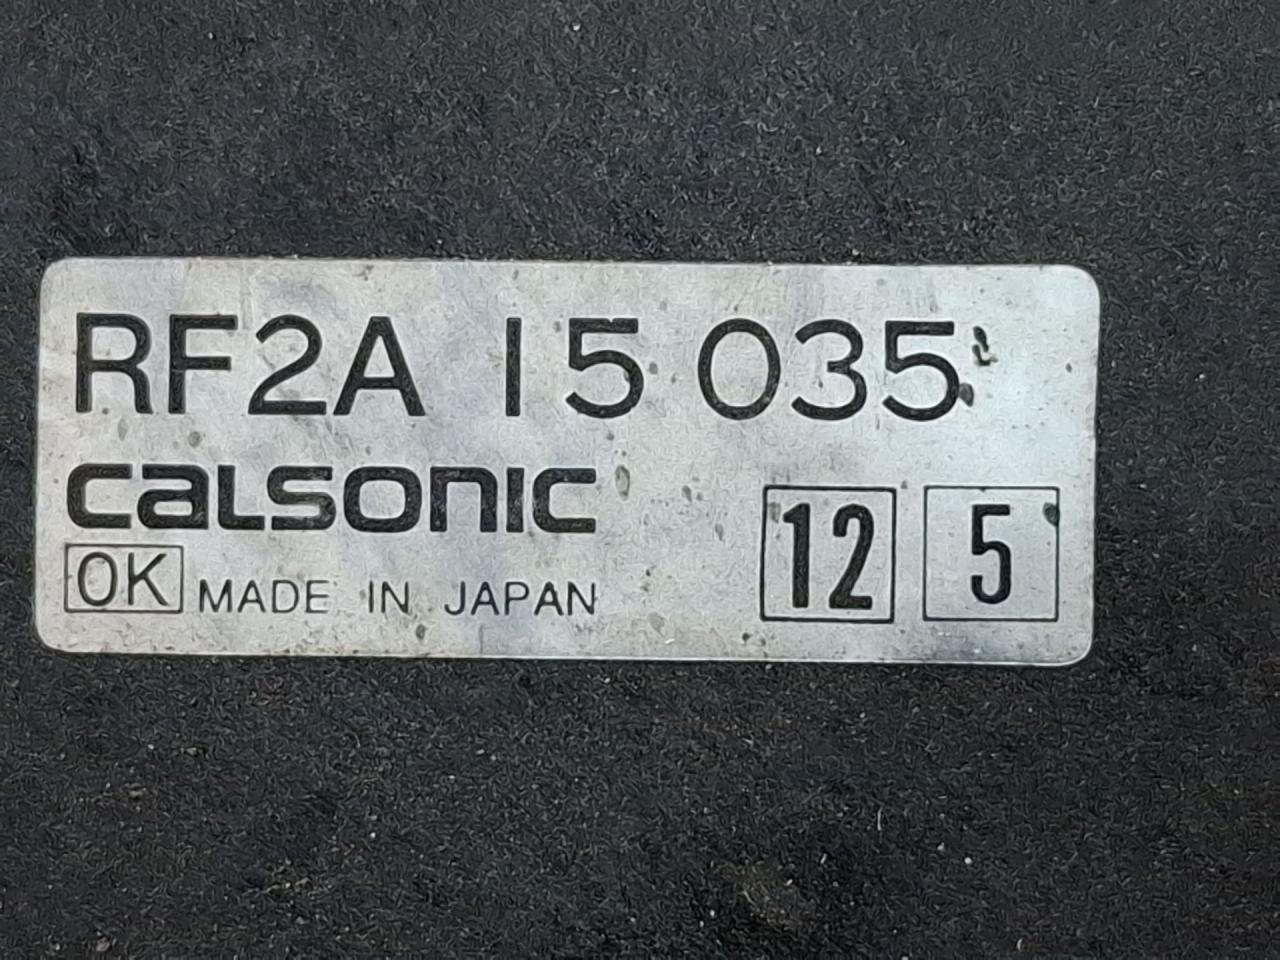 RF2A 15 035
calsonic
OK MADE IN JAPAN
12 5